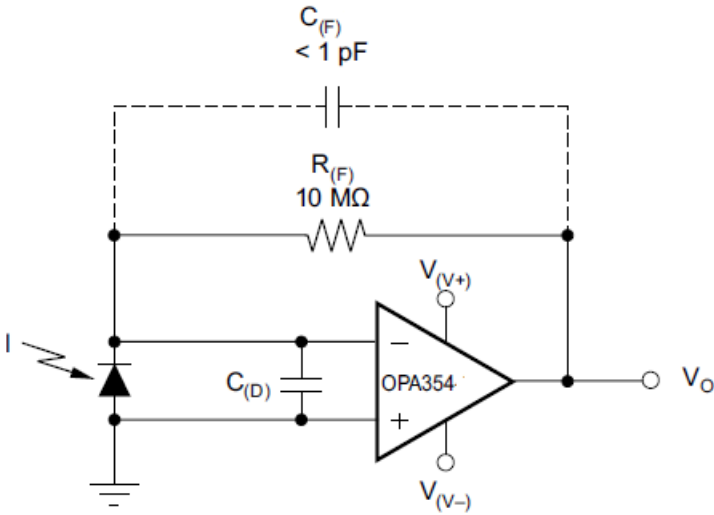 C(F)
< 1 pF
R(F)
10 MΩ
V(V+)
I
−
C(D)
OPA354
+
VO
V(V−)